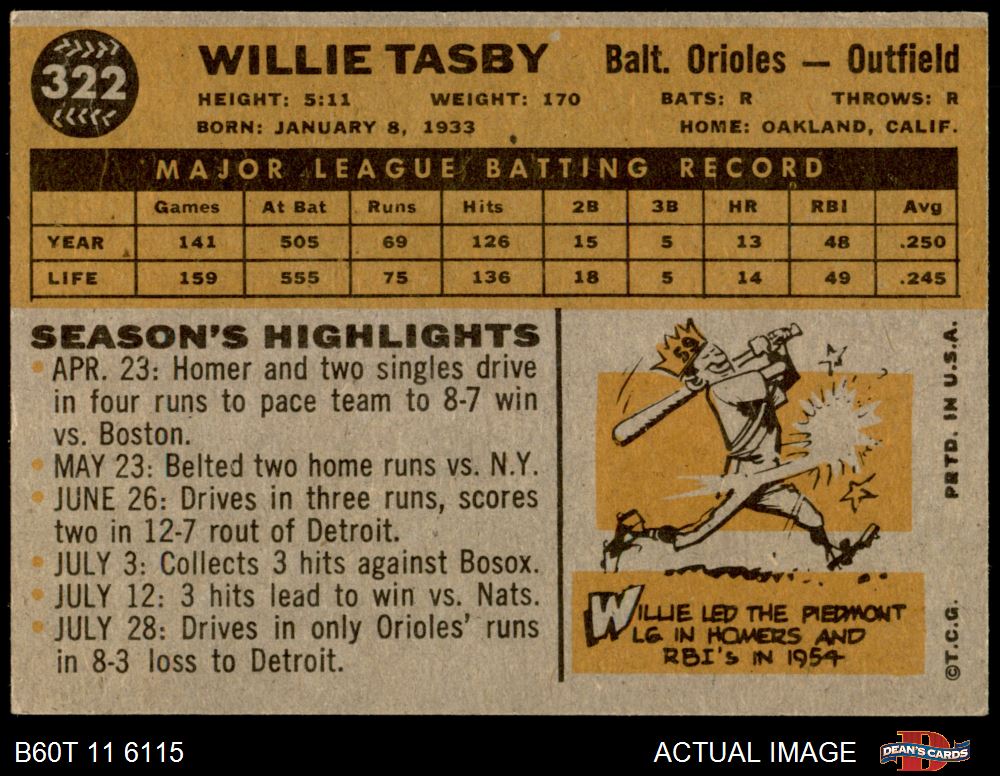 322
WILLIE TASBY
Balt. Orioles — Outfield
HEIGHT: 5:11 WEIGHT: 170 BATS: R THROWS: R
BORN: JANUARY 8, 1933 HOME: OAKLAND, CALIF.
MAJOR LEAGUE BATTING RECORD
Games At Bat Runs Hits 2B 3B HR RBI Avg
YEAR 141 505 69 126 15 5 13 48 .250
LIFE 159 555 75 136 18 5 14 49 .245
SEASON'S HIGHLIGHTS
• APR. 23: Homer and two singles drive
in four runs to pace team to 8-7 win
vs. Boston.
• MAY 23: Belted two home runs vs. N.Y.
• JUNE 26: Drives in three runs, scores
two in 12-7 rout of Detroit.
• JULY 3: Collects 3 hits against Bosox.
• JULY 12: 3 hits lead to win vs. Nats.
• JULY 28: Drives in only Orioles' runs
in 8-3 loss to Detroit.
59
WILLIE LED THE PIEDMONT
LG IN HOMERS AND
RBI's IN 1954
PRTD. IN U.S.A.
©T.C.G.
B60T 11 6115
ACTUAL IMAGE
D
DEAN'S CARDS